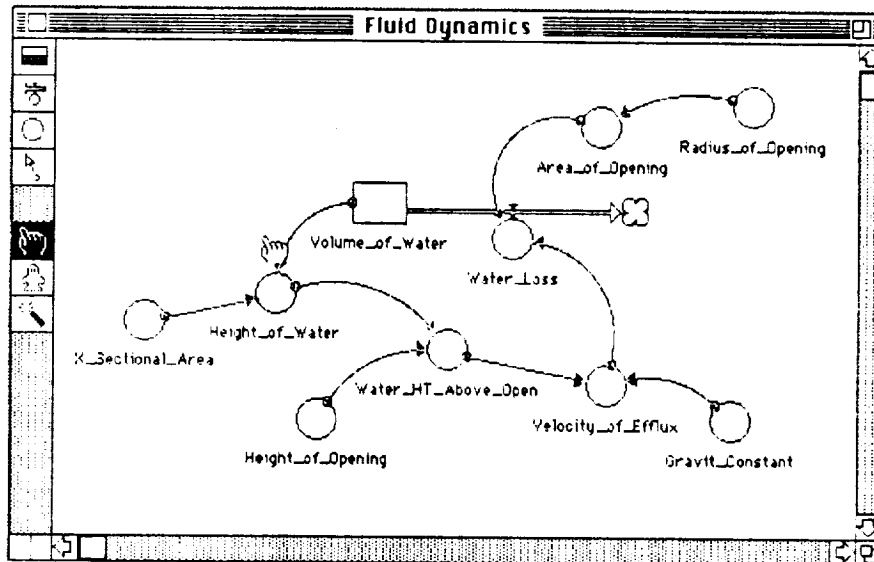 Fluid Dynamics
Radius_of_Opening
Area_of_Opening
Volume_of_Water
Water_Loss
Height_of_Water
X_Sectional_Area
Water_HT_Above_Open
Velocity_of_Efflux
Height_of_Opening
Gravit_Constant